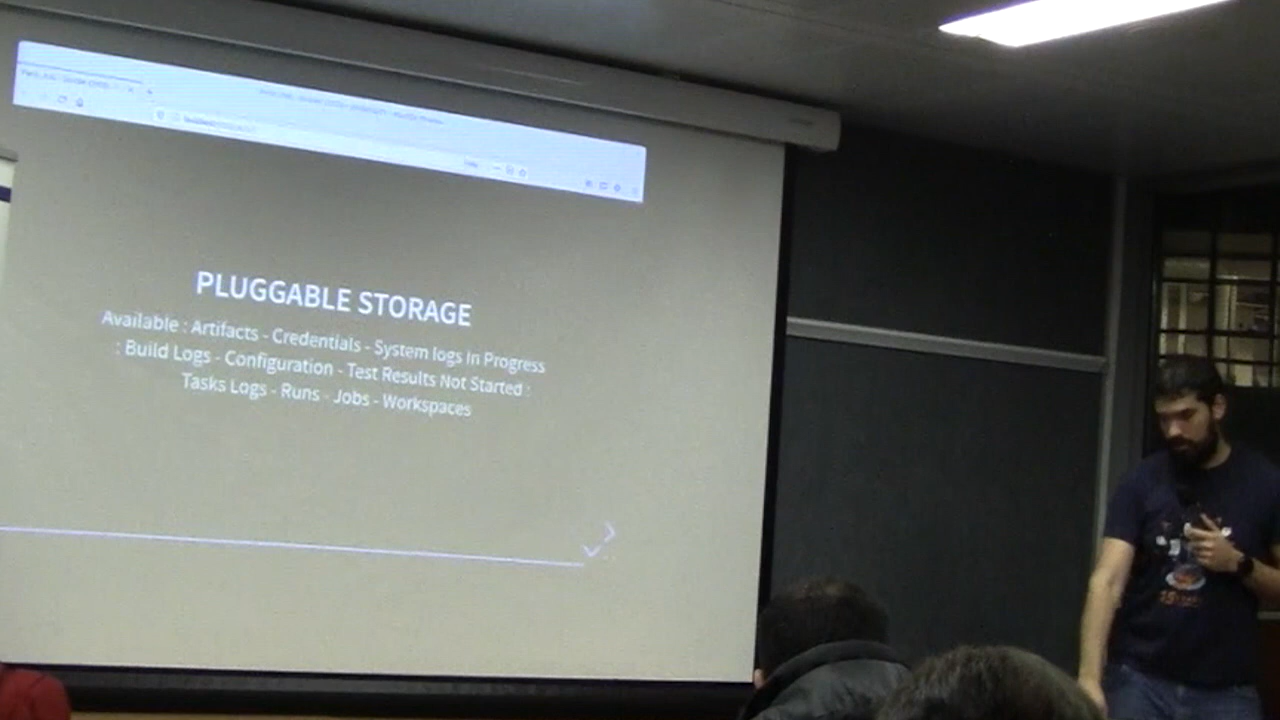 PLUGGABLE STORAGE
Available : Artifacts - Credentials - System logs In Progress
: Build Logs - Configuration - Test Results Not Started :
Tasks Logs - Runs - Jobs - Workspaces